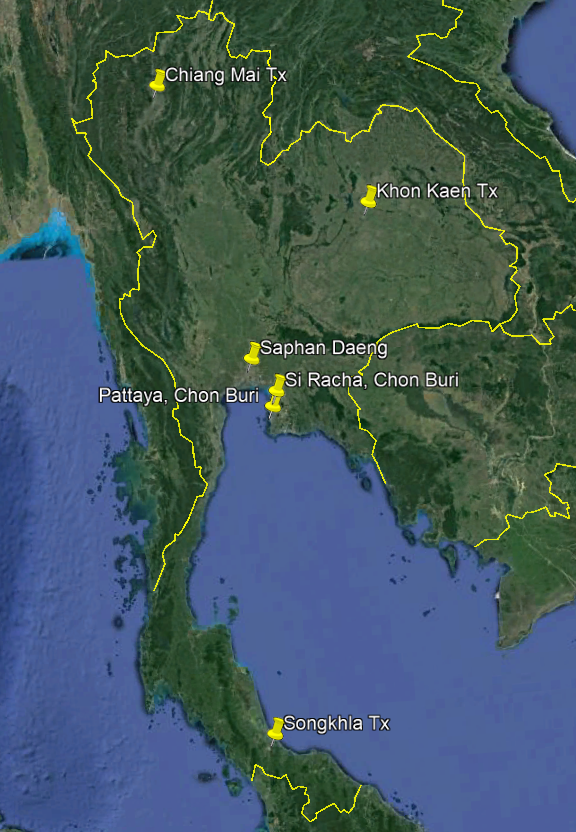 Chiang Mai Tx
Khon Kaen Tx
Saphan Daeng
Si Racha, Chon Buri
Pattaya, Chon Buri
Songkhla Tx